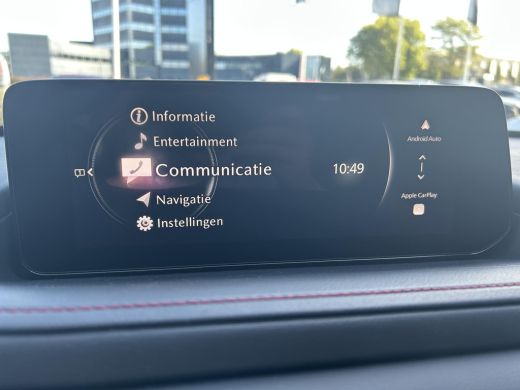 Informatie
Entertainment
Communicatie
10:49
Navigatie
Instellingen
Android Auto
Apple CarPlay